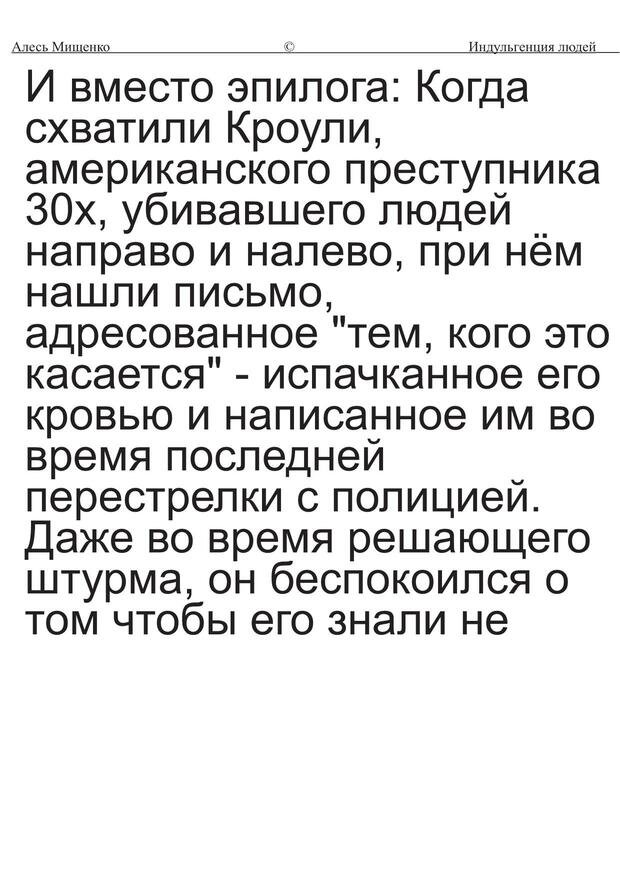 Алесь Мищенко © Индульгенция людей
И вместо эпилога: Когда
схватили Кроули,
американского преступника
30х, убивавшего людей
направо и налево, при нём
нашли письмо,
адресованное "тем, кого это
касается" - испачканное его
кровью и написанное им во
время последней
перестрелки с полицией.
Даже во время решающего
штурма, он беспокоился о
том чтобы его знали не